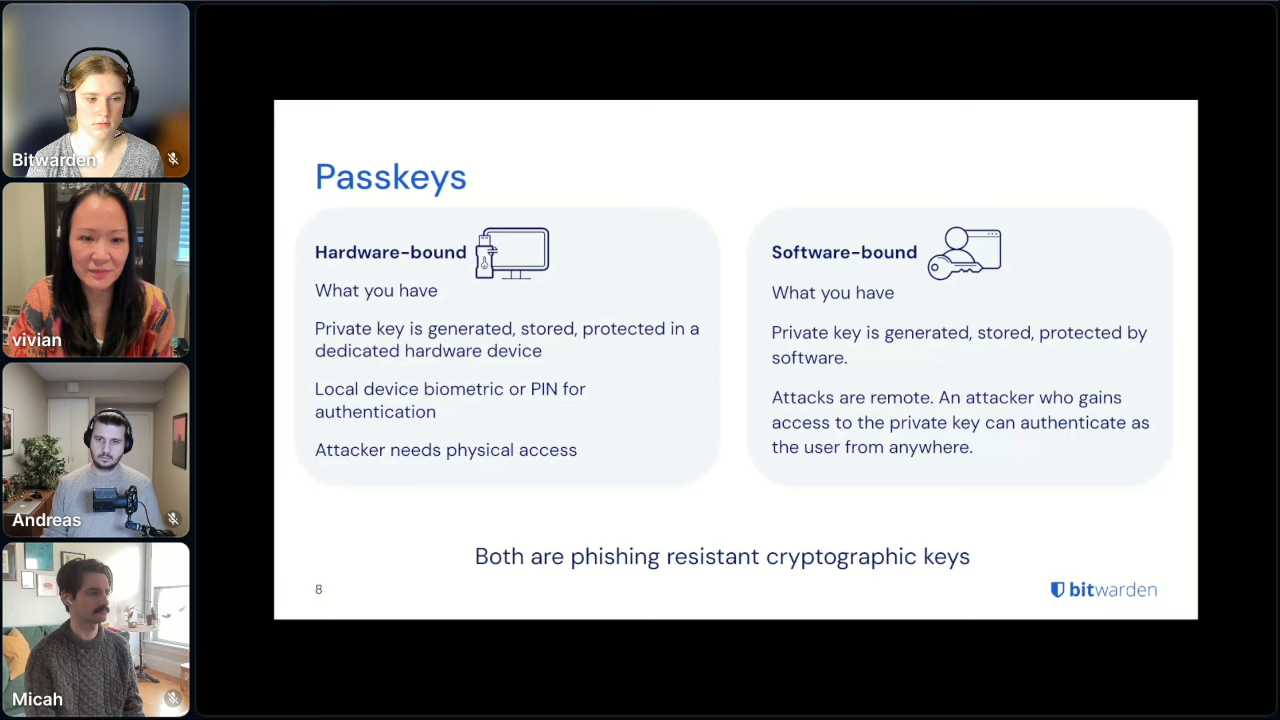 Bitwarden
vivian
Andreas
Micah
Passkeys
Hardware-bound
What you have
Private key is generated, stored, protected in a
dedicated hardware device
Local device biometric or PIN for
authentication
Attacker needs physical access
Software-bound
What you have
Private key is generated, stored, protected by
software.
Attacks are remote. An attacker who gains
access to the private key can authenticate as
the user from anywhere.
Both are phishing resistant cryptographic keys
8
bitwarden